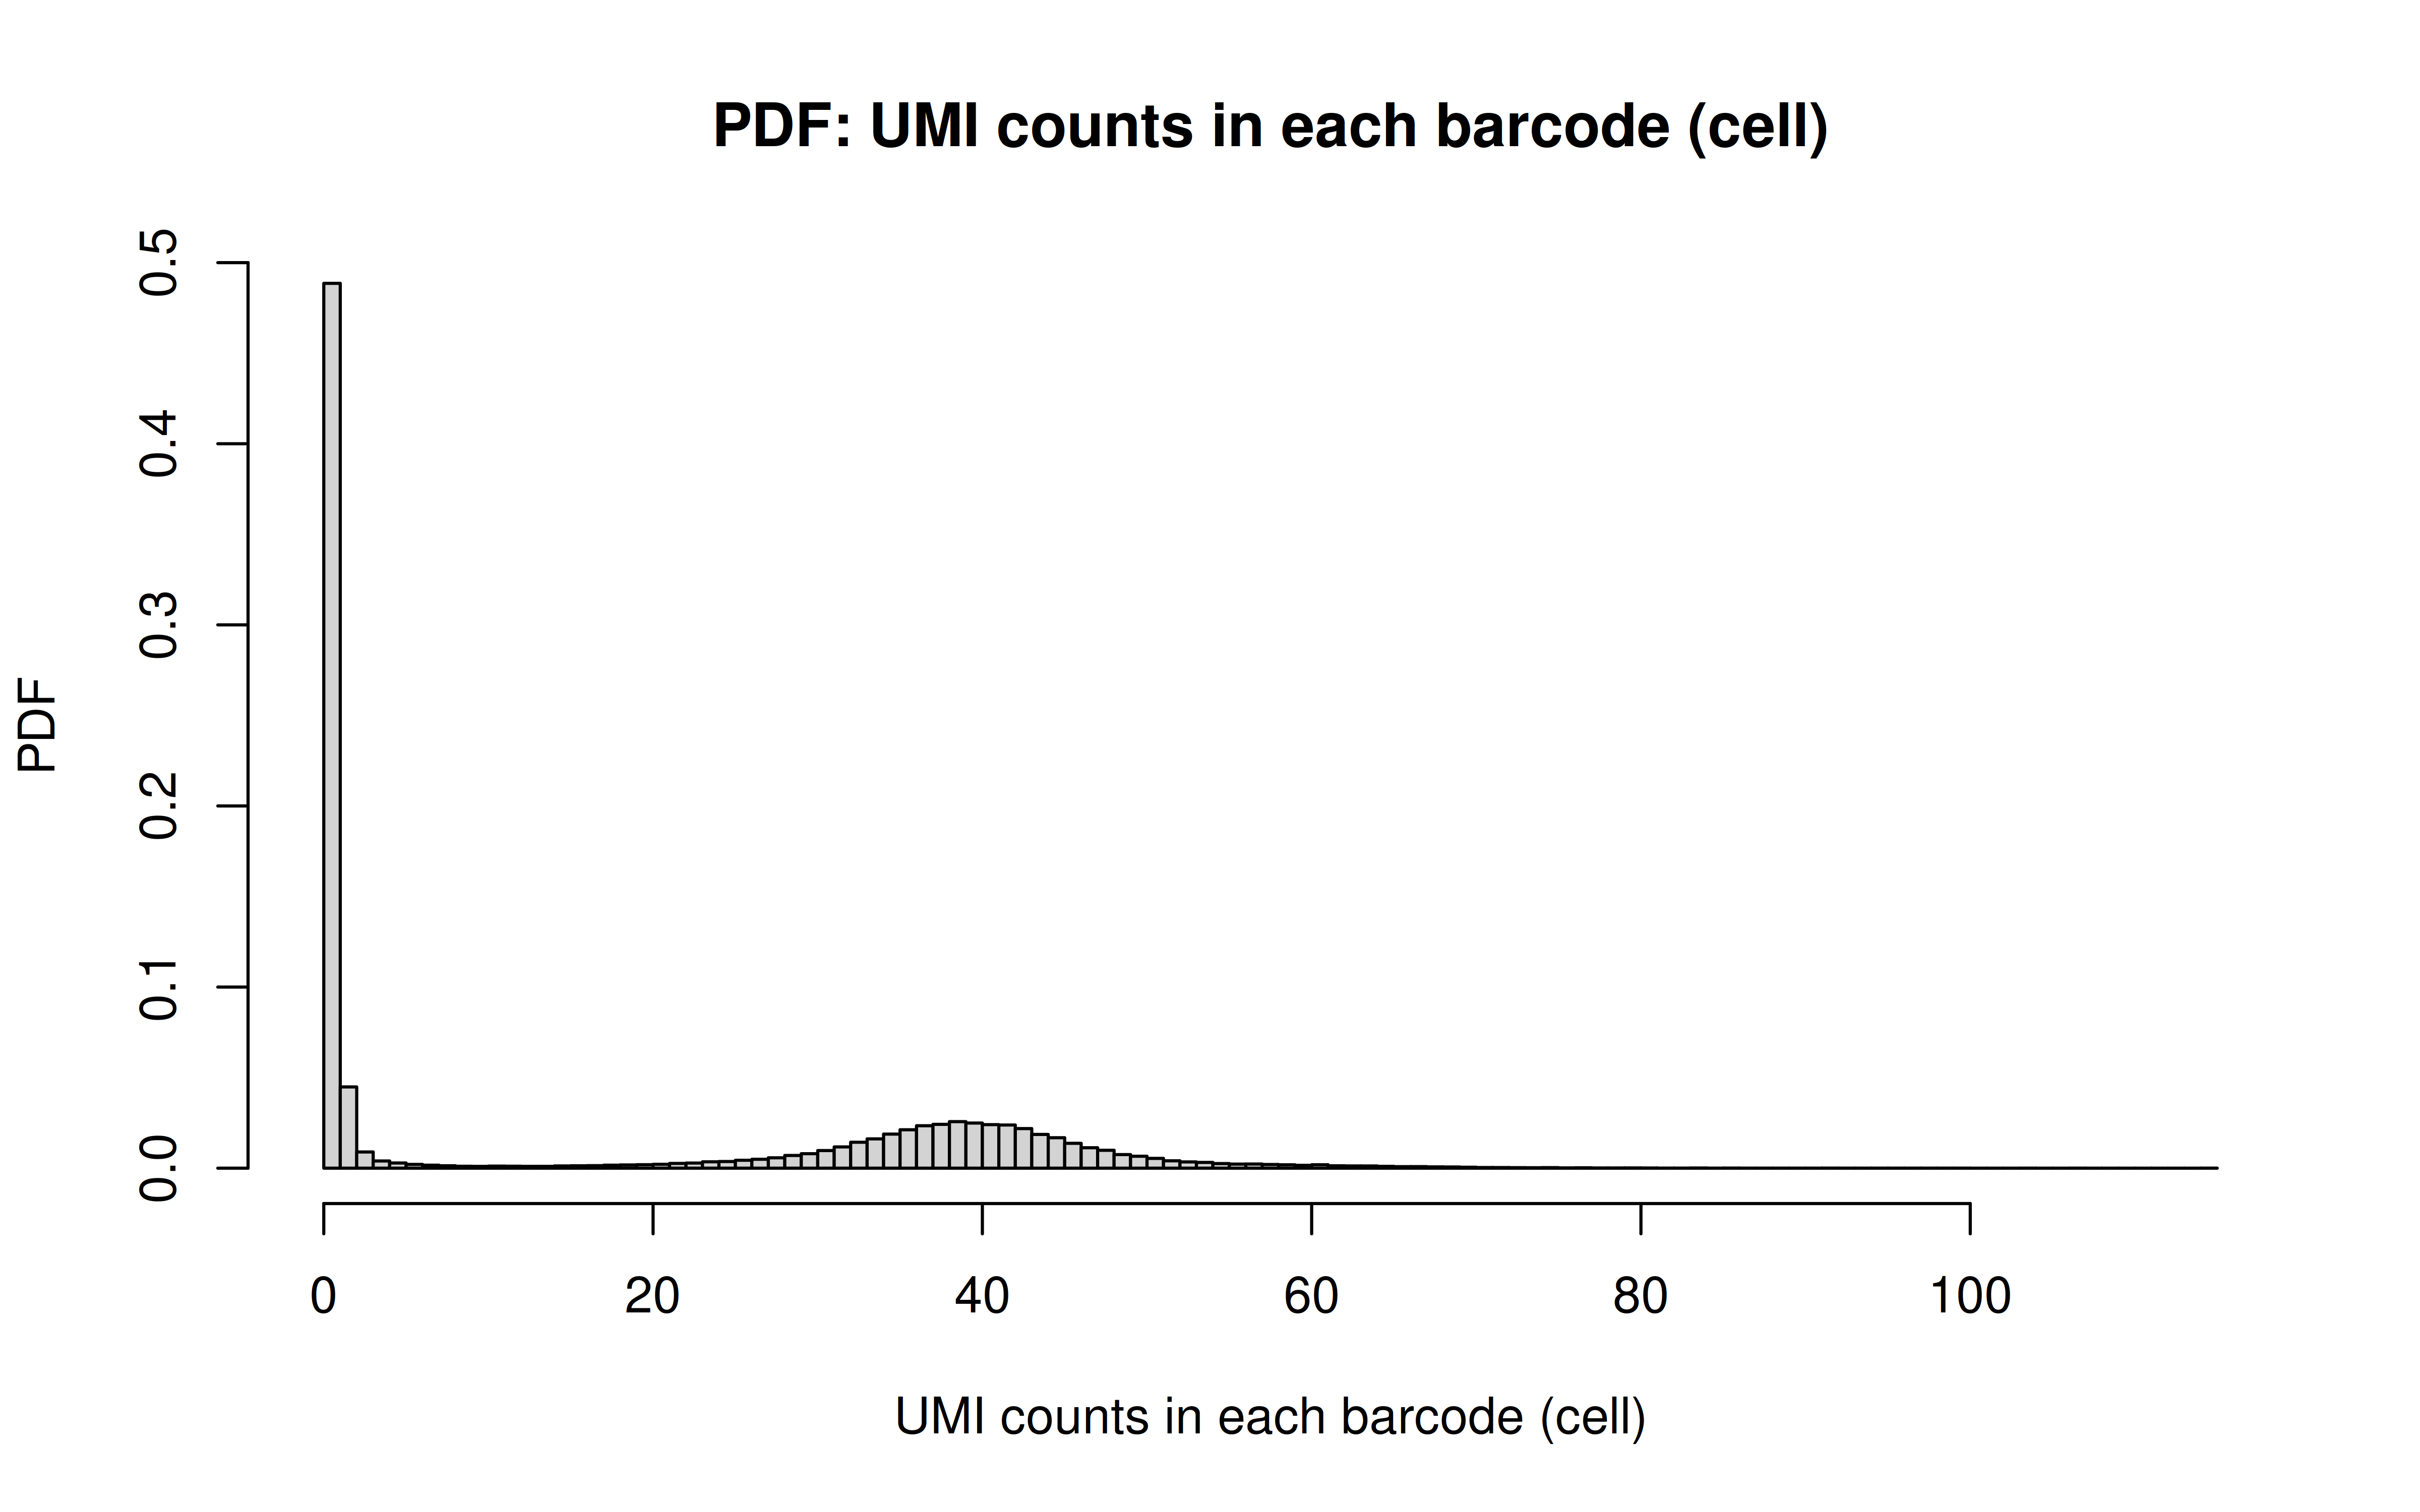 PDF: UMI counts in each barcode (cell)
0.5
0.4
0.3
0.2
0.1
0.0
PDF
0 20 40 60 80 100
UMI counts in each barcode (cell)